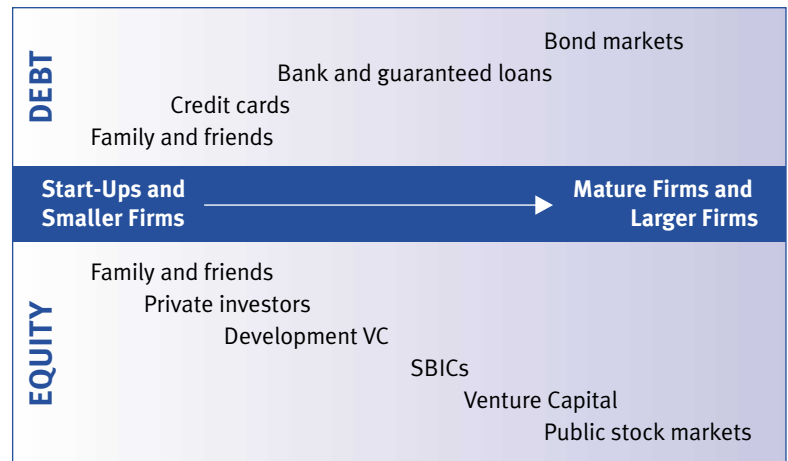 DEBT
Bond markets
Bank and guaranteed loans
Credit cards
Family and friends
Start-Ups and
Smaller Firms
Mature Firms and
Larger Firms
EQUITY
Family and friends
Private investors
Development VC
SBICs
Venture Capital
Public stock markets